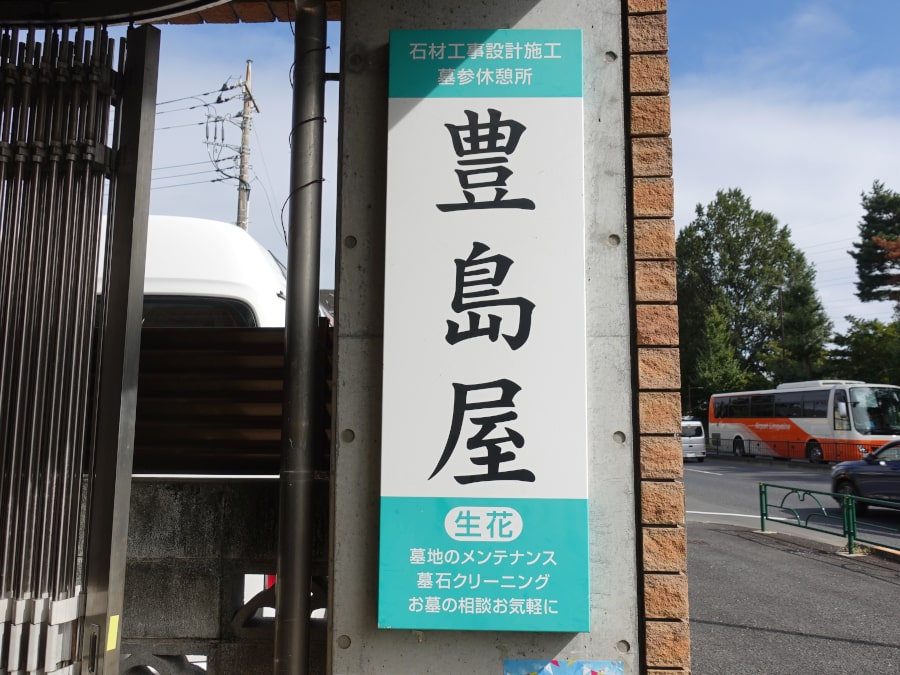 石材工事設計施工
墓参休憩所
豊島屋
生花
墓地のメンテナンス
墓石クリーニング
お墓の相談お気軽に